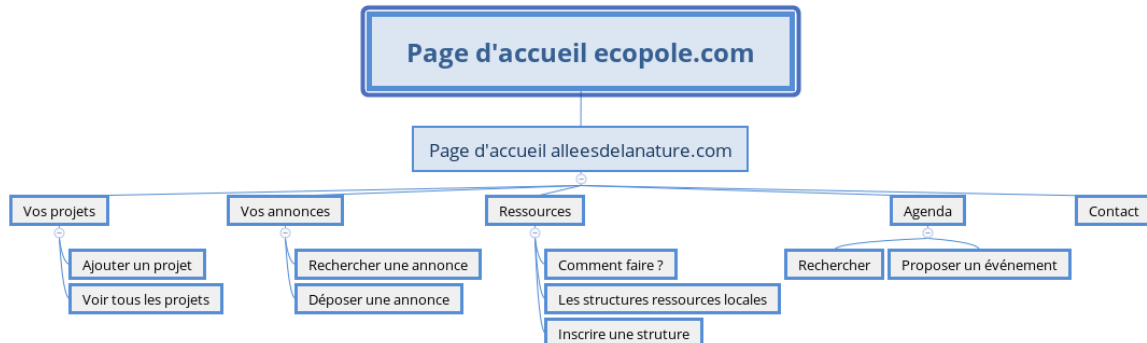 Page d'accueil ecopole.com
Page d'accueil alleesdelanature.com
Vos projets
Vos annonces
Ressources
Agenda
Contact
Ajouter un projet
Rechercher une annonce
Comment faire ?
Rechercher
Proposer un événement
Voir tous les projets
Déposer une annonce
Les structures ressources locales
Inscrire une struture